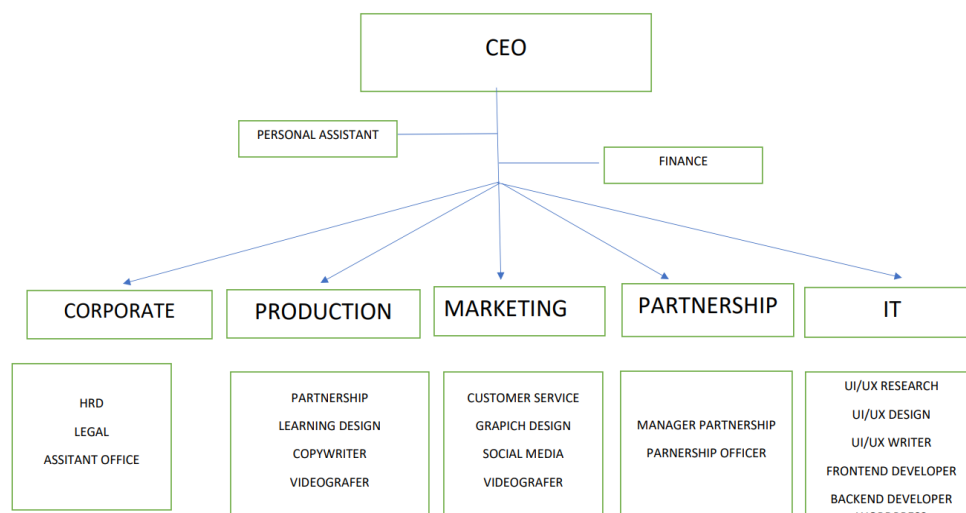 CEO
PERSONAL ASSISTANT
FINANCE
CORPORATE
PRODUCTION
MARKETING
PARTNERSHIP
IT
HRD
LEGAL
ASSITANT OFFICE
PARTNERSHIP
LEARNING DESIGN
COPYWRITER
VIDEOGRAFER
CUSTOMER SERVICE
GRAPICH DESIGN
SOCIAL MEDIA
VIDEOGRAFER
MANAGER PARTNERSHIP
PARNERSHIP OFFICER
UI/UX RESEARCH
UI/UX DESIGN
UI/UX WRITER
FRONTEND DEVELOPER
BACKEND DEVELOPER